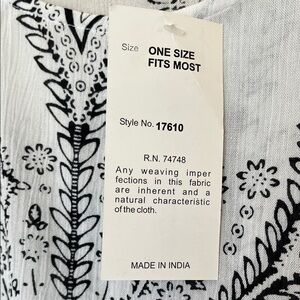 Size ONE SIZE
FITS MOST
Style No. 17610
R.N. 74748
Any weaving imper
fections in this fabric
are inherent and a
natural characteristic
of the cloth.
MADE IN INDIA